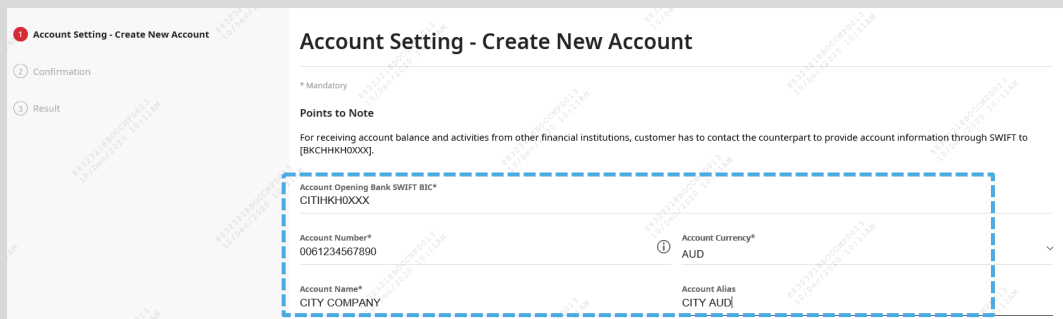 1 Account Setting - Create New Account
2 Confirmation
3 Result
Account Setting - Create New Account
* Mandatory
Points to Note
For receiving account balance and activities from other financial institutions, customer has to contact the counterpart to provide account information through SWIFT to
[BKCHHKH0XXX].
Account Opening Bank SWIFT BIC*
CITIHKH0XXX
Account Number*
0061234567890
Account Currency*
AUD
Account Name*
CITY COMPANY
Account Alias
CITY AUD